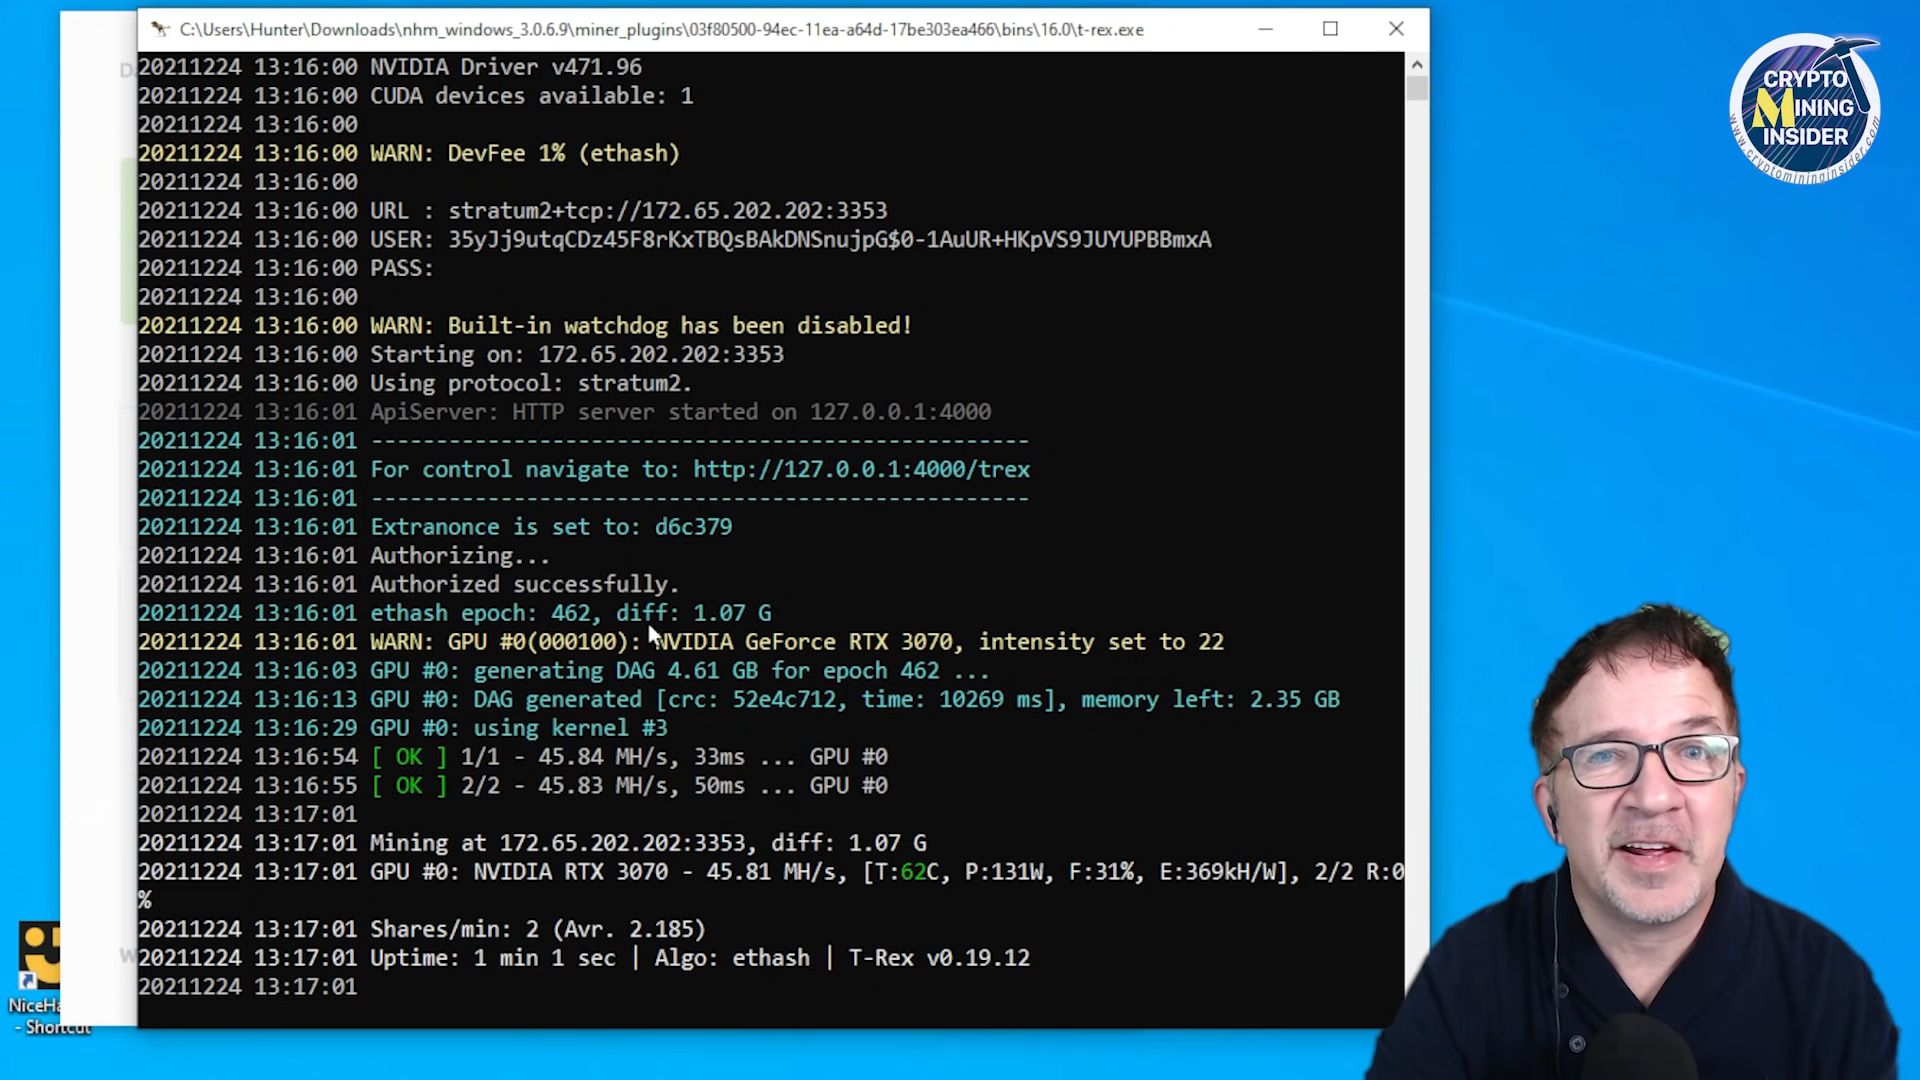 C:\Users\Hunter\Downloads\nhm_windows_3.0.6.9\miner_plugins\03f80500-94ec-11ea-a64d-17be303ea466\bins\16.0\t-rex.exe
20211224 13:16:00 NVIDIA Driver v471.96
20211224 13:16:00 CUDA devices available: 1
20211224 13:16:00
20211224 13:16:00 WARN: DevFee 1% (ethash)
20211224 13:16:00
20211224 13:16:00 URL : stratum2+tcp://172.65.202.202:3353
20211224 13:16:00 USER: 35yJj9utqCDz45F8rKxTBQsBAkDNSnujpG$0-1AuUR+HKpVS9JUYUPBBmxA
20211224 13:16:00 PASS:
20211224 13:16:00
20211224 13:16:00 WARN: Built-in watchdog has been disabled!
20211224 13:16:00 Starting on: 172.65.202.202:3353
20211224 13:16:00 Using protocol: stratum2.
20211224 13:16:01 ApiServer: HTTP server started on 127.0.0.1:4000
20211224 13:16:01 ---------------------------------------------------
20211224 13:16:01 For control navigate to: http://127.0.0.1:4000/trex
20211224 13:16:01 ---------------------------------------------------
20211224 13:16:01 Extranonce is set to: d6c379
20211224 13:16:01 Authorizing...
20211224 13:16:01 Authorized successfully.
20211224 13:16:01 ethash epoch: 462, diff: 1.07 G
20211224 13:16:01 WARN: GPU #0(000100): NVIDIA GeForce RTX 3070, intensity set to 22
20211224 13:16:03 GPU #0: generating DAG 4.61 GB for epoch 462 ...
20211224 13:16:13 GPU #0: DAG generated [crc: 52e4c712, time: 10269 ms], memory left: 2.35 GB
20211224 13:16:29 GPU #0: using kernel #3
20211224 13:16:54 [ OK ] 1/1 - 45.84 MH/s, 33ms ... GPU #0
20211224 13:16:55 [ OK ] 2/2 - 45.83 MH/s, 50ms ... GPU #0
20211224 13:17:01
20211224 13:17:01 Mining at 172.65.202.202:3353, diff: 1.07 G
20211224 13:17:01 GPU #0: NVIDIA RTX 3070 - 45.81 MH/s, [T:62C, P:131W, F:31%, E:369kH/W], 2/2 R:0
%
20211224 13:17:01 Shares/min: 2 (Avr. 2.185)
20211224 13:17:01 Uptime: 1 min 1 sec | Algo: ethash | T-Rex v0.19.12
20211224 13:17:01
CRYPTO
MINING
INSIDER
www.cryptomininginsider.com
NiceHa
- Shortcut